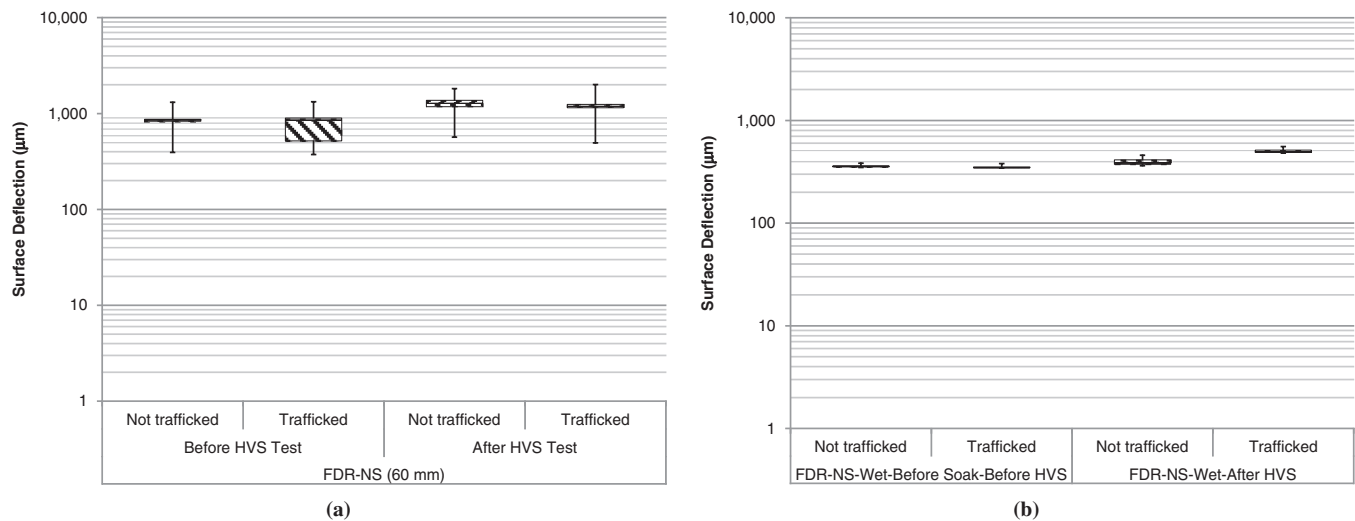 10,000
1,000
100
10
1
Surface Deflection (µm)
Not trafficked Trafficked Not trafficked Trafficked
Before HVS Test After HVS Test
FDR-NS (60 mm)
(a)
10,000
1,000
100
10
1
Surface Deflection (µm)
Not trafficked Trafficked Not trafficked Trafficked
FDR-NS-Wet-Before Soak-Before HVS FDR-NS-Wet-After HVS
(b)